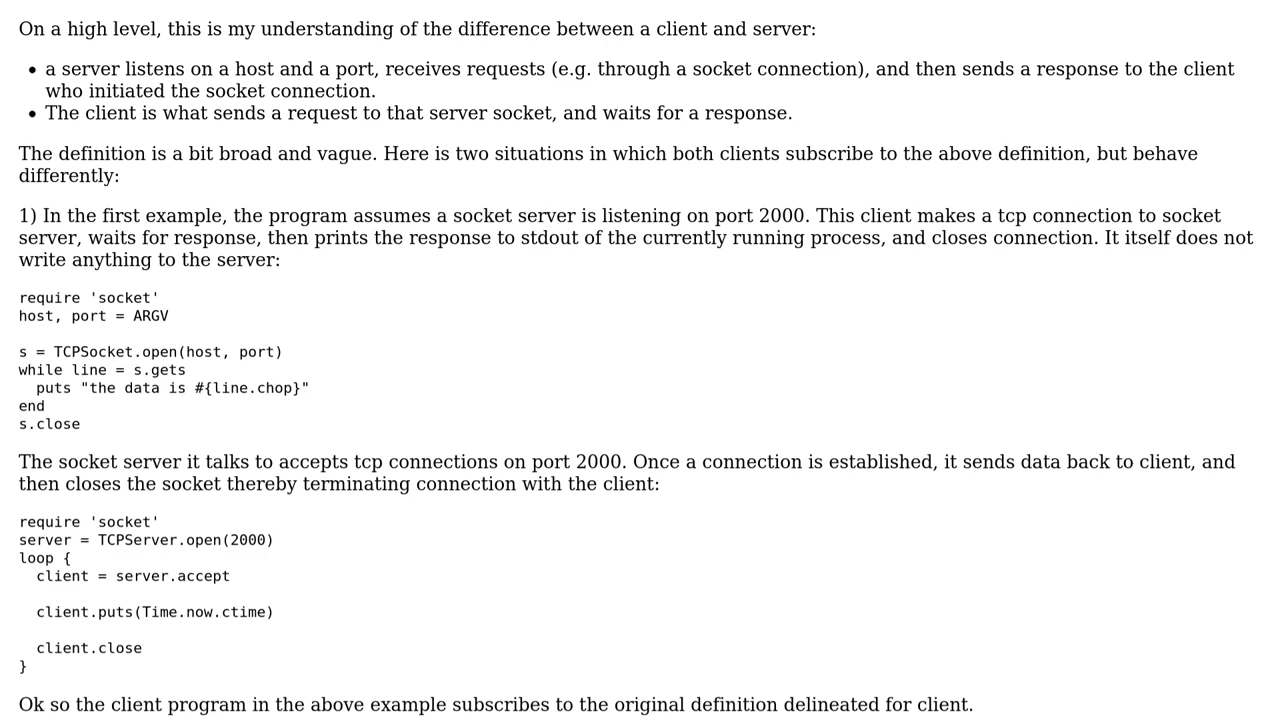 On a high level, this is my understanding of the difference between a client and server:
• a server listens on a host and a port, receives requests (e.g. through a socket connection), and then sends a response to the client
who initiated the socket connection.
• The client is what sends a request to that server socket, and waits for a response.
The definition is a bit broad and vague. Here is two situations in which both clients subscribe to the above definition, but behave
differently:
1) In the first example, the program assumes a socket server is listening on port 2000. This client makes a tcp connection to socket
server, waits for response, then prints the response to stdout of the currently running process, and closes connection. It itself does not
write anything to the server:
require 'socket'
host, port = ARGV
s = TCPSocket.open(host, port)
while line = s.gets
  puts "the data is #{line.chop}"
end
s.close
The socket server it talks to accepts tcp connections on port 2000. Once a connection is established, it sends data back to client, and
then closes the socket thereby terminating connection with the client:
require 'socket'
server = TCPServer.open(2000)
loop {
  client = server.accept
  client.puts(Time.now.ctime)
  client.close
}
Ok so the client program in the above example subscribes to the original definition delineated for client.